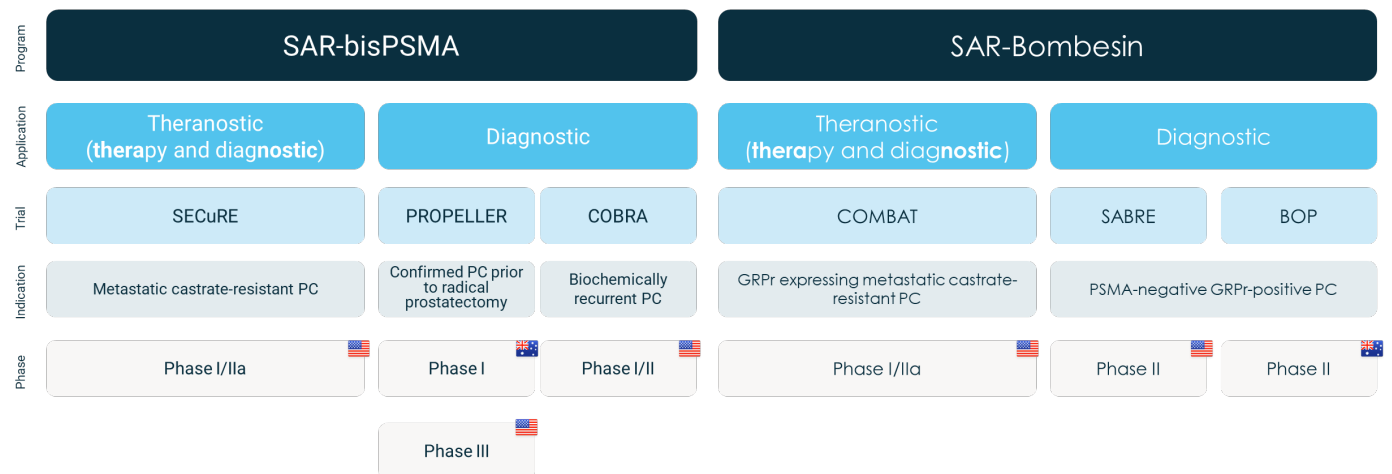 Program
SAR-bisPSMA
SAR-Bombesin
Application
Theranostic
(therapy and diagnostic)
Diagnostic
Theranostic
(therapy and diagnostic)
Diagnostic
Trial
SECuRE
PROPELLER
COBRA
COMBAT
SABRE
BOP
Indication
Metastatic castrate-resistant PC
Confirmed PC prior
to radical
prostatectomy
Biochemically
recurrent PC
GRPr expressing metastatic castrate-
resistant PC
PSMA-negative GRPr-positive PC
Phase
Phase I/IIa
Phase I
Phase I/II
Phase I/IIa
Phase II
Phase II
Phase III